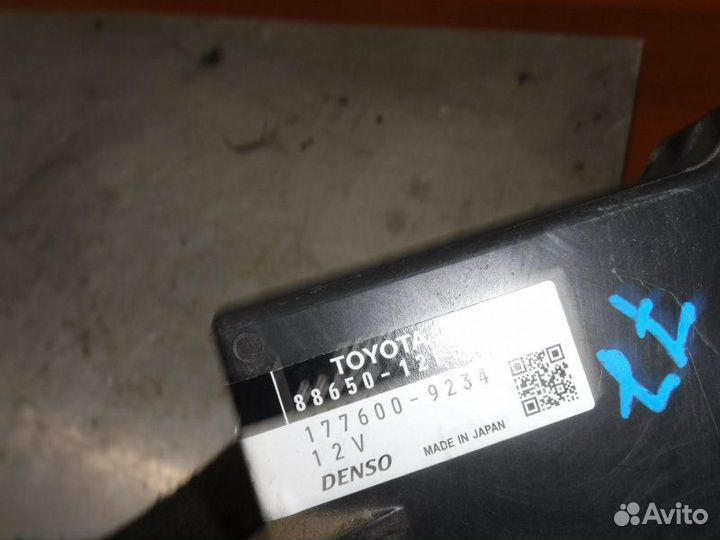 TOYOTA
88650-12
177600-9234
12V
DENSO MADE IN JAPAN
Avito